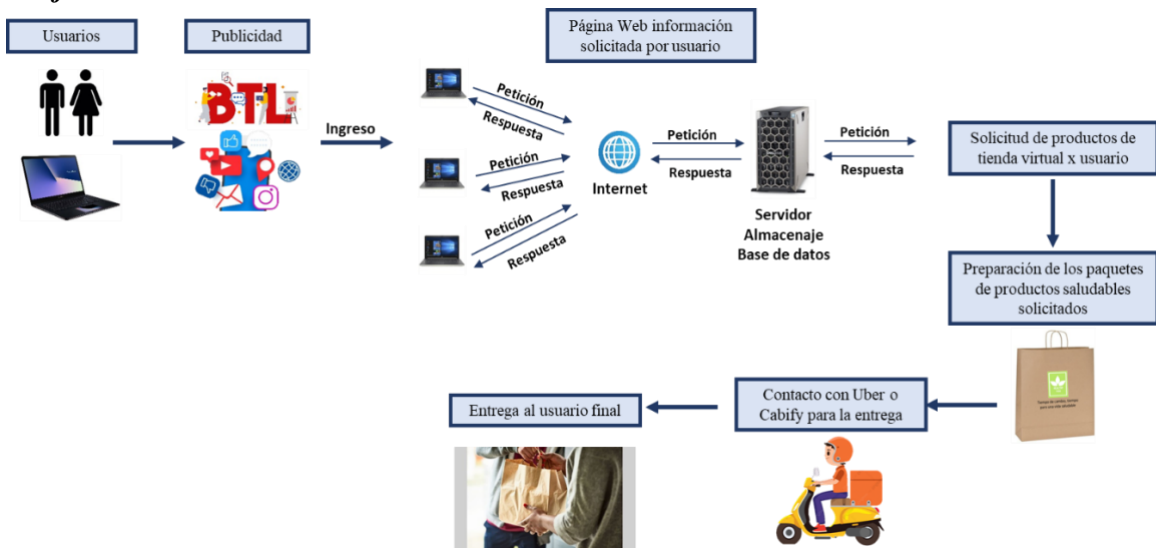 Usuarios
Publicidad
BTL
Ingreso
Página Web información
solicitada por usuario
Petición
Respuesta
Petición
Respuesta
Petición
Respuesta
Internet
Petición
Respuesta
Servidor
Almacenaje
Base de datos
Petición
Respuesta
Solicitud de productos de
tienda virtual x usuario
Preparación de los paquetes
de productos saludables
solicitados
Contacto con Uber o
Cabify para la entrega
Entrega al usuario final